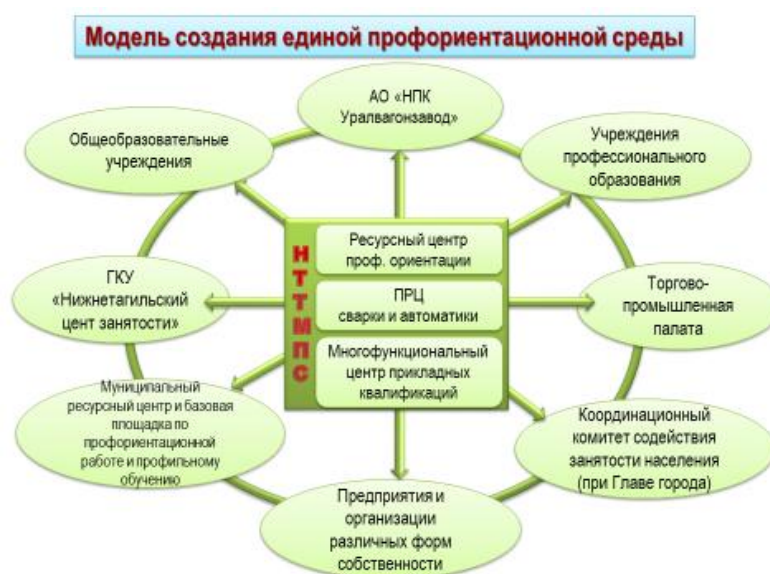 Модель создания единой профориентационной среды
АО «НПК
Уралвагонзавод»
Общеобразовательные
учреждения
Учреждения
профессионального
образования
НТТМПС
Ресурсный центр
проф. ориентации
ПРЦ
сварки и автоматики
Многофункциональный
центр прикладных
квалификаций
ГКУ
«Нижнетагильский
цент занятости»
Торгово-
промышленная
палата
Муниципальный
ресурсный центр и базовая
площадка по
профориентационной
работе и профильному
обучению
Координационный
комитет содействия
занятости населения
(при Главе города)
Предприятия и
организации
различных форм
собственности